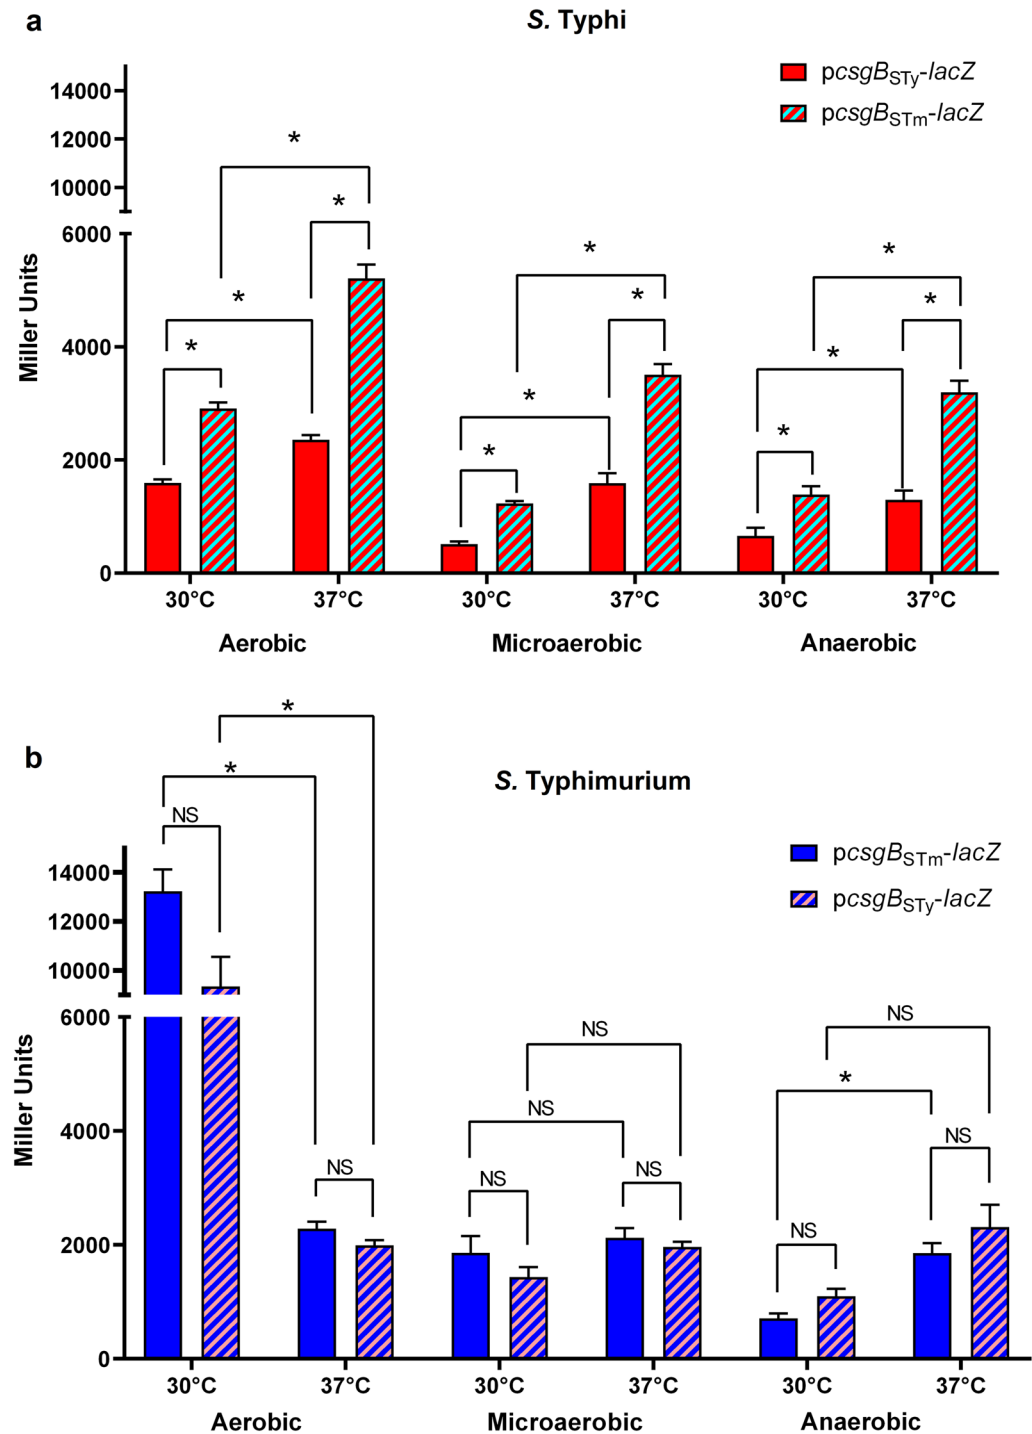 a
S. Typhi
pcsgBSTy-lacZ
pcsgBSTm-lacZ
14000
12000
10000
6000
4000
2000
0
Miller Units
*
*
*
*
*
*
*
*
*
*
*
*
30°C 37°C 30°C 37°C 30°C 37°C
Aerobic Microaerobic Anaerobic
b
S. Typhimurium
pcsgBSTm-lacZ
pcsgBSTy-lacZ
14000
12000
10000
6000
4000
2000
0
Miller Units
*
*
NS
NS
NS
NS
NS
NS
NS
*
NS
NS
30°C 37°C 30°C 37°C 30°C 37°C
Aerobic Microaerobic Anaerobic